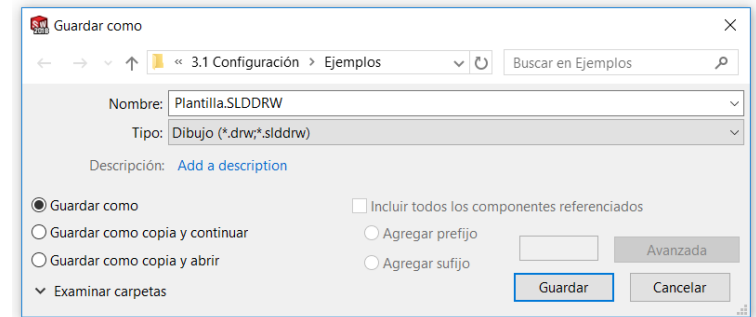 SW 2018 Guardar como
« 3.1 Configuración > Ejemplos Buscar en Ejemplos
Nombre: Plantilla.SLDDRW
Tipo: Dibujo (*.drw;*.slddrw)
Descripción: Add a description
Guardar como Incluir todos los componentes referenciados
Guardar como copia y continuar Agregar prefijo
Avanzada
Guardar como copia y abrir Agregar sufijo
Examinar carpetas Guardar Cancelar